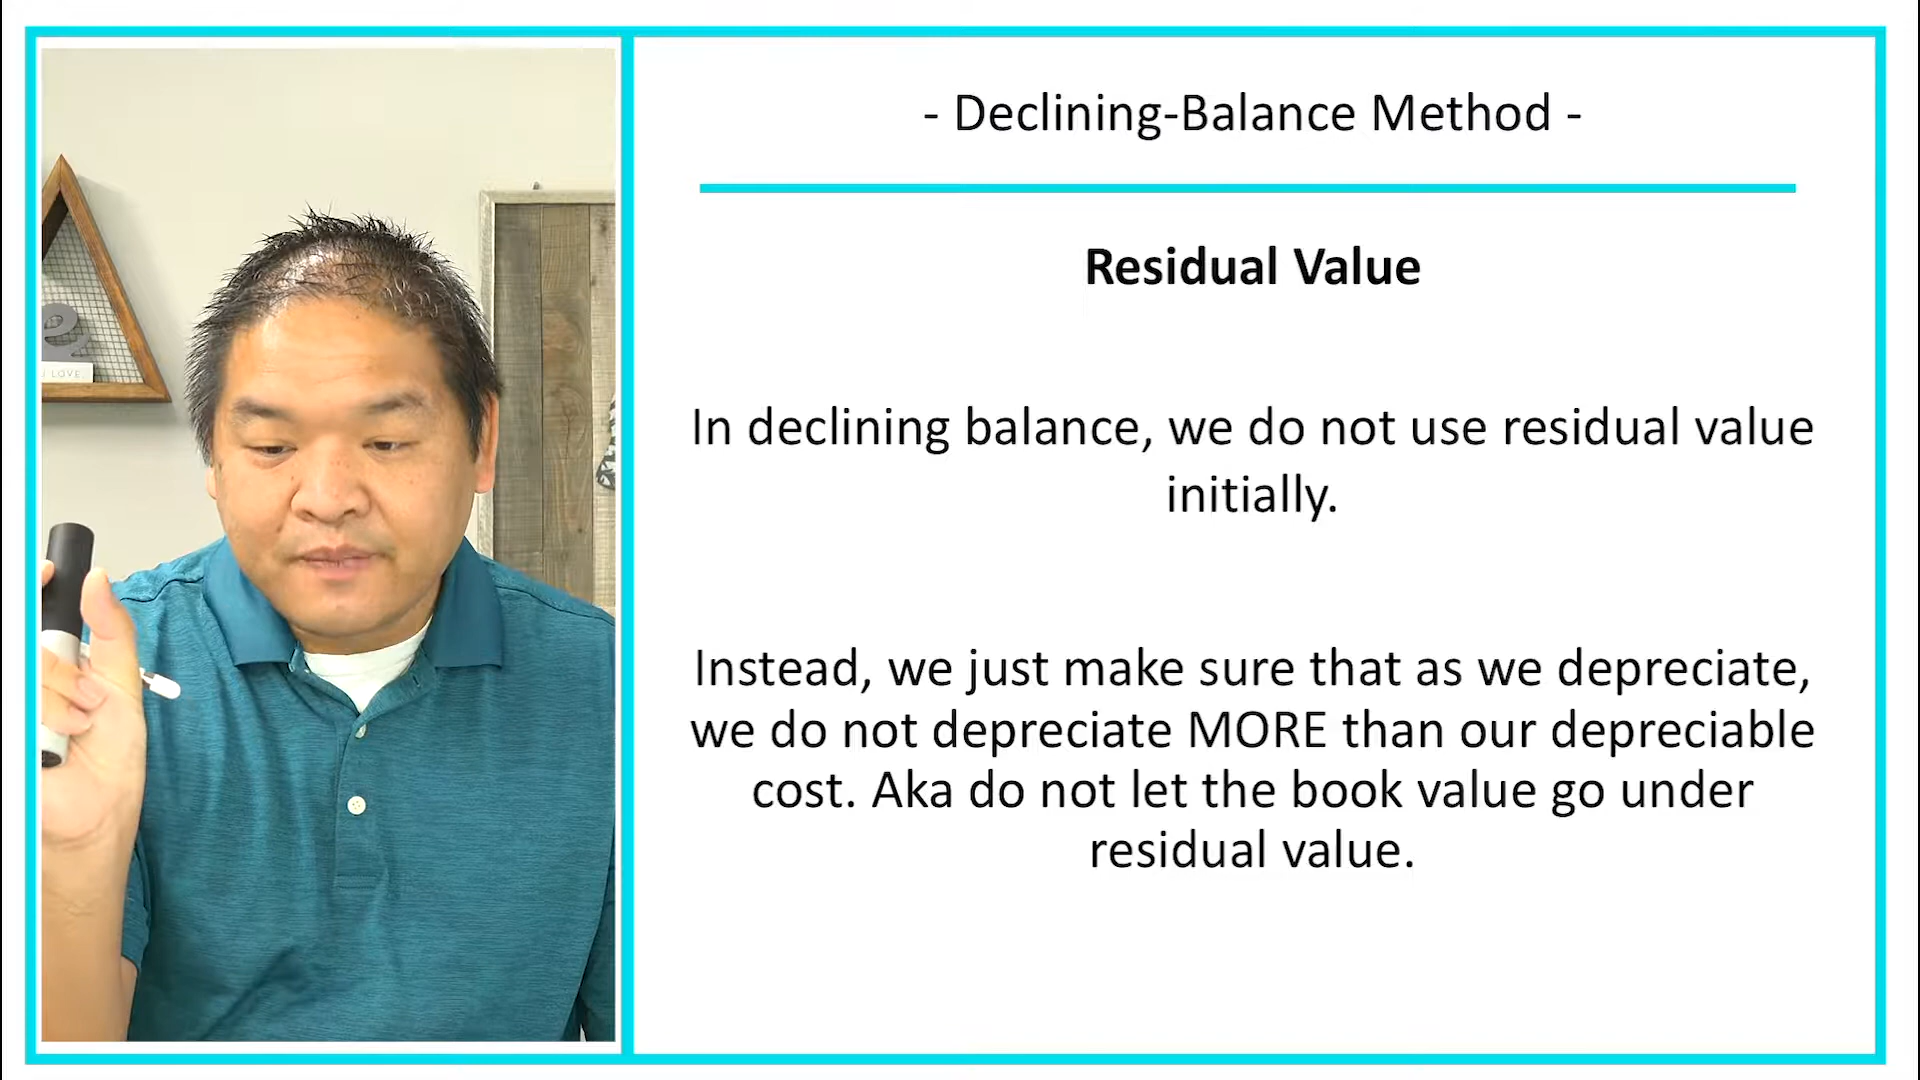 - Declining-Balance Method -
Residual Value
In declining balance, we do not use residual value
initially.
Instead, we just make sure that as we depreciate,
we do not depreciate MORE than our depreciable
cost. Aka do not let the book value go under
residual value.
LOVE